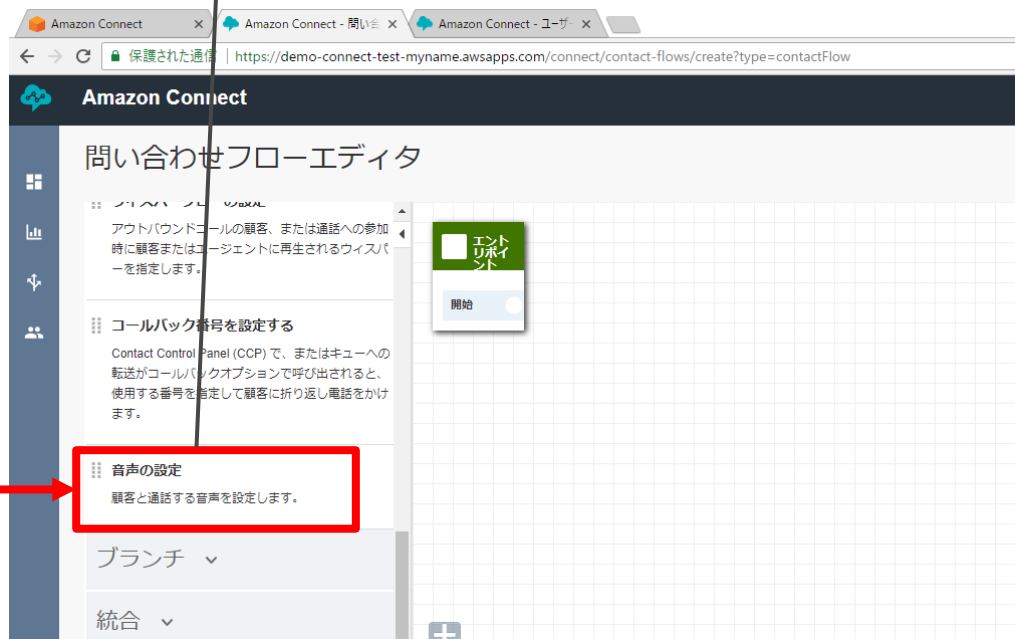 Amazon Connect
Amazon Connect - 問い合
Amazon Connect - ユーザ
保護された通信
https://demo-connect-test-myname.awsapps.com/connect/contact-flows/create?type=contactFlow
Amazon Connect
問い合わせフローエディタ
ウィスパーフローの設定
アウトバウンドコールの顧客、または通話への参加
時に顧客またはエージェントに再生されるウィスパ
ーを指定します。
コールバック番号を設定する
Contact Control Panel (CCP) で、またはキューへの
転送がコールバックオプションで呼び出されると、
使用する番号を指定して顧客に折り返し電話をかけ
ます。
音声の設定
顧客と通話する音声を設定します。
ブランチ
統合
エント
リポイ
ント
開始